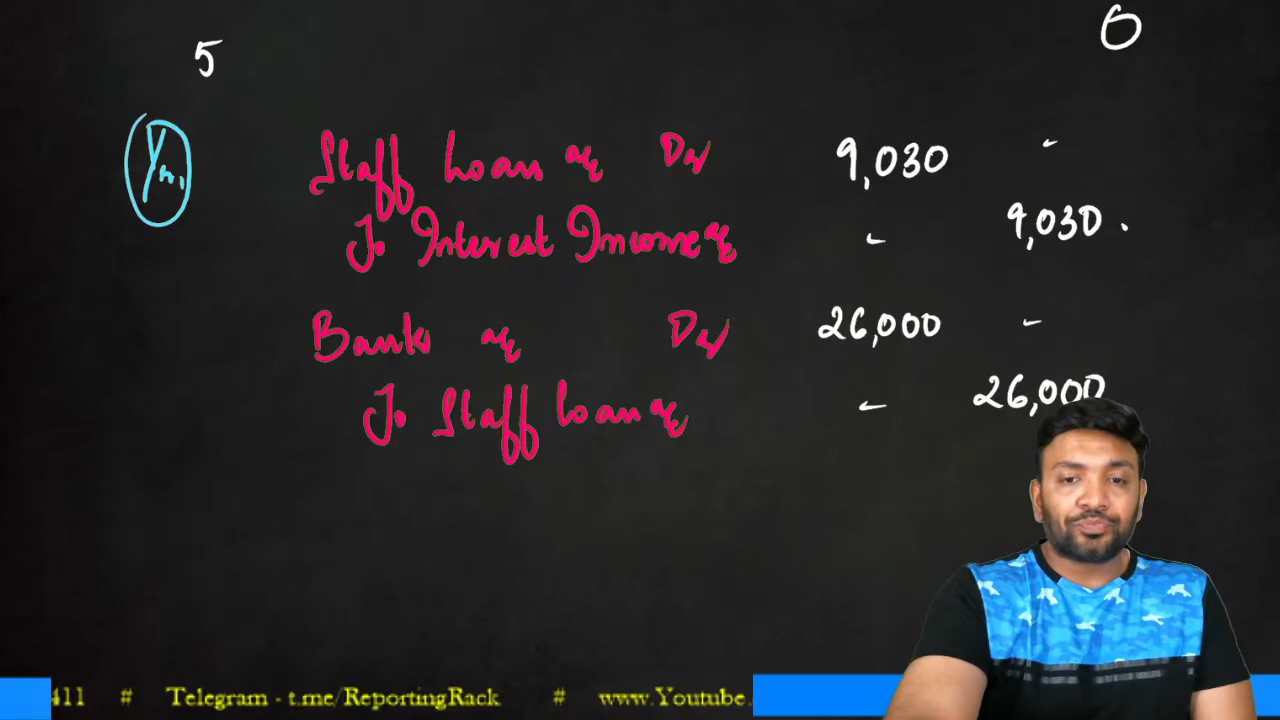 5 0
Yr 1
Staff Loan a/c Dr 9,030 -
To Interest Income a/c - 9,030
Bank a/c Dr 26,000 -
To Staff loan a/c - 26,000
411 # Telegram - t.me/ReportingRack # www.Youtube.